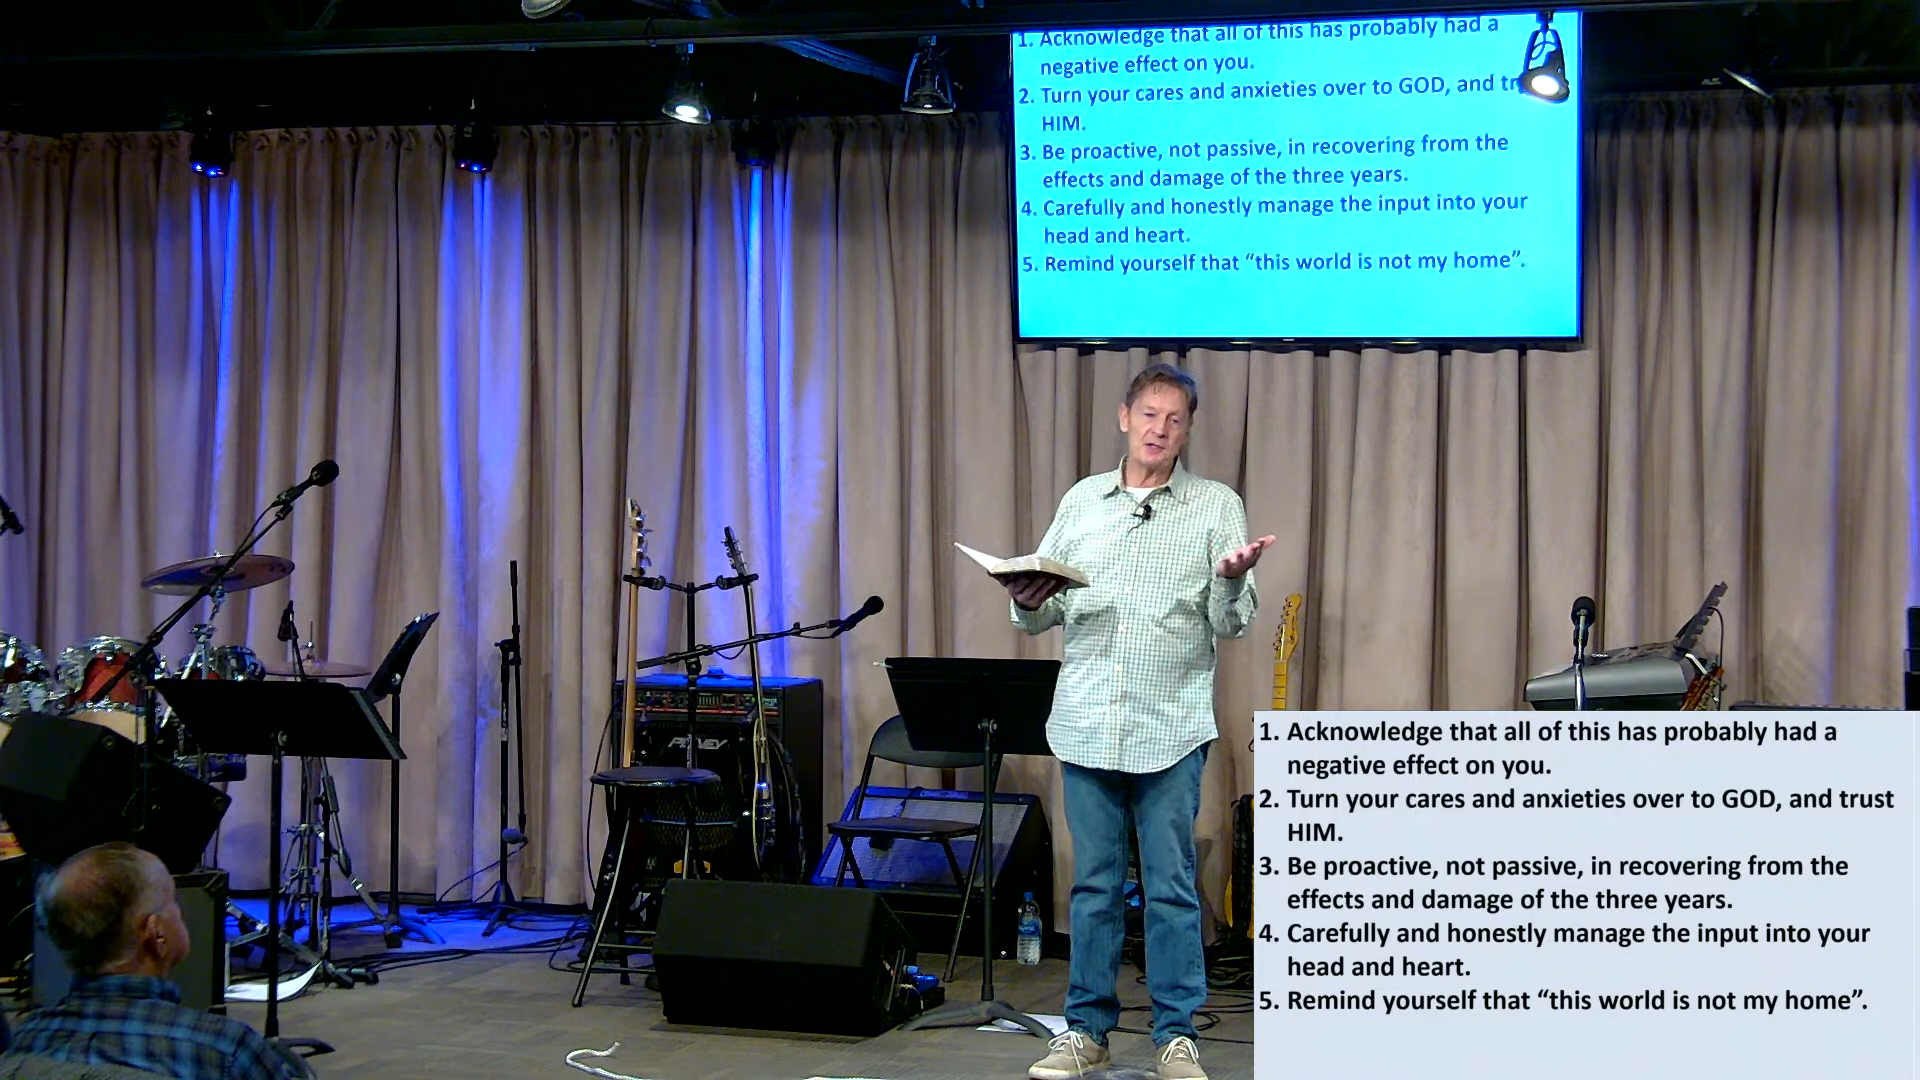 1. Acknowledge that all of this has probably had a
negative effect on you.
2. Turn your cares and anxieties over to GOD, and
HIM.
3. Be proactive, not passive, in recovering from the
effects and damage of the three years.
4. Carefully and honestly manage the input into your
head and heart.
5. Remind yourself that “this world is not my home”.
PEAVEY
1. Acknowledge that all of this has probably had a
negative effect on you.
2. Turn your cares and anxieties over to GOD, and trust
HIM.
3. Be proactive, not passive, in recovering from the
effects and damage of the three years.
4. Carefully and honestly manage the input into your
head and heart.
5. Remind yourself that “this world is not my home”.